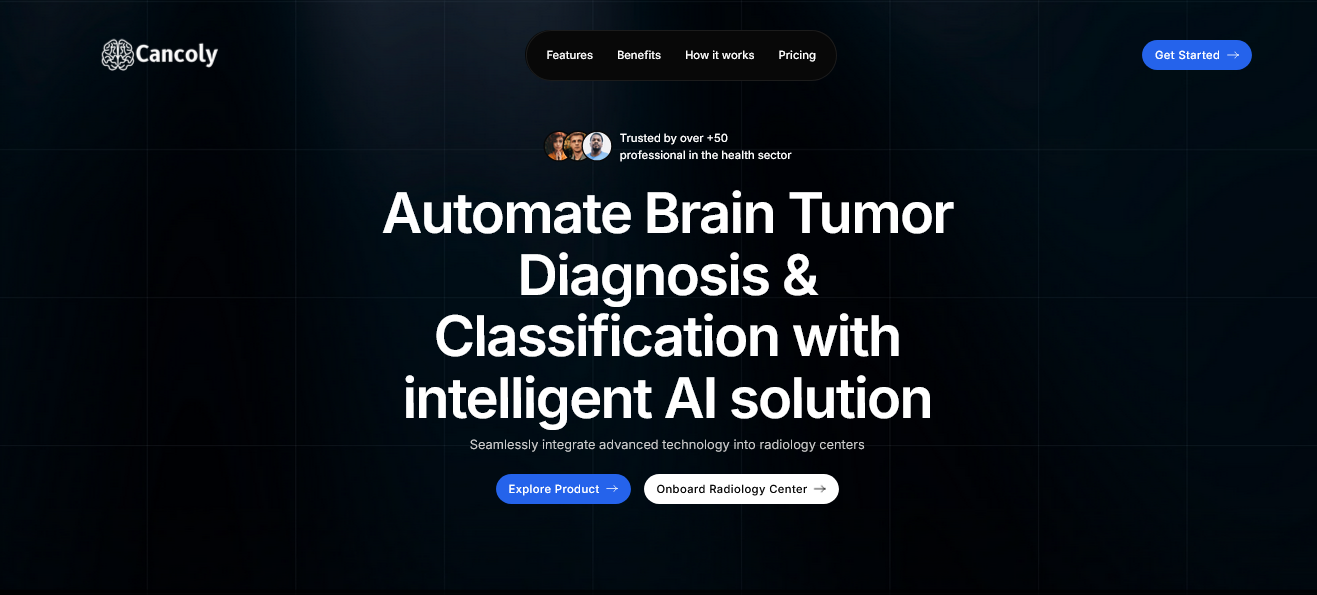 Cancoly
Features Benefits How it works Pricing
Get Started
Trusted by over +50
professional in the health sector
Automate Brain Tumor
Diagnosis &
Classification with
intelligent AI solution
Seamlessly integrate advanced technology into radiology centers
Explore Product
Onboard Radiology Center